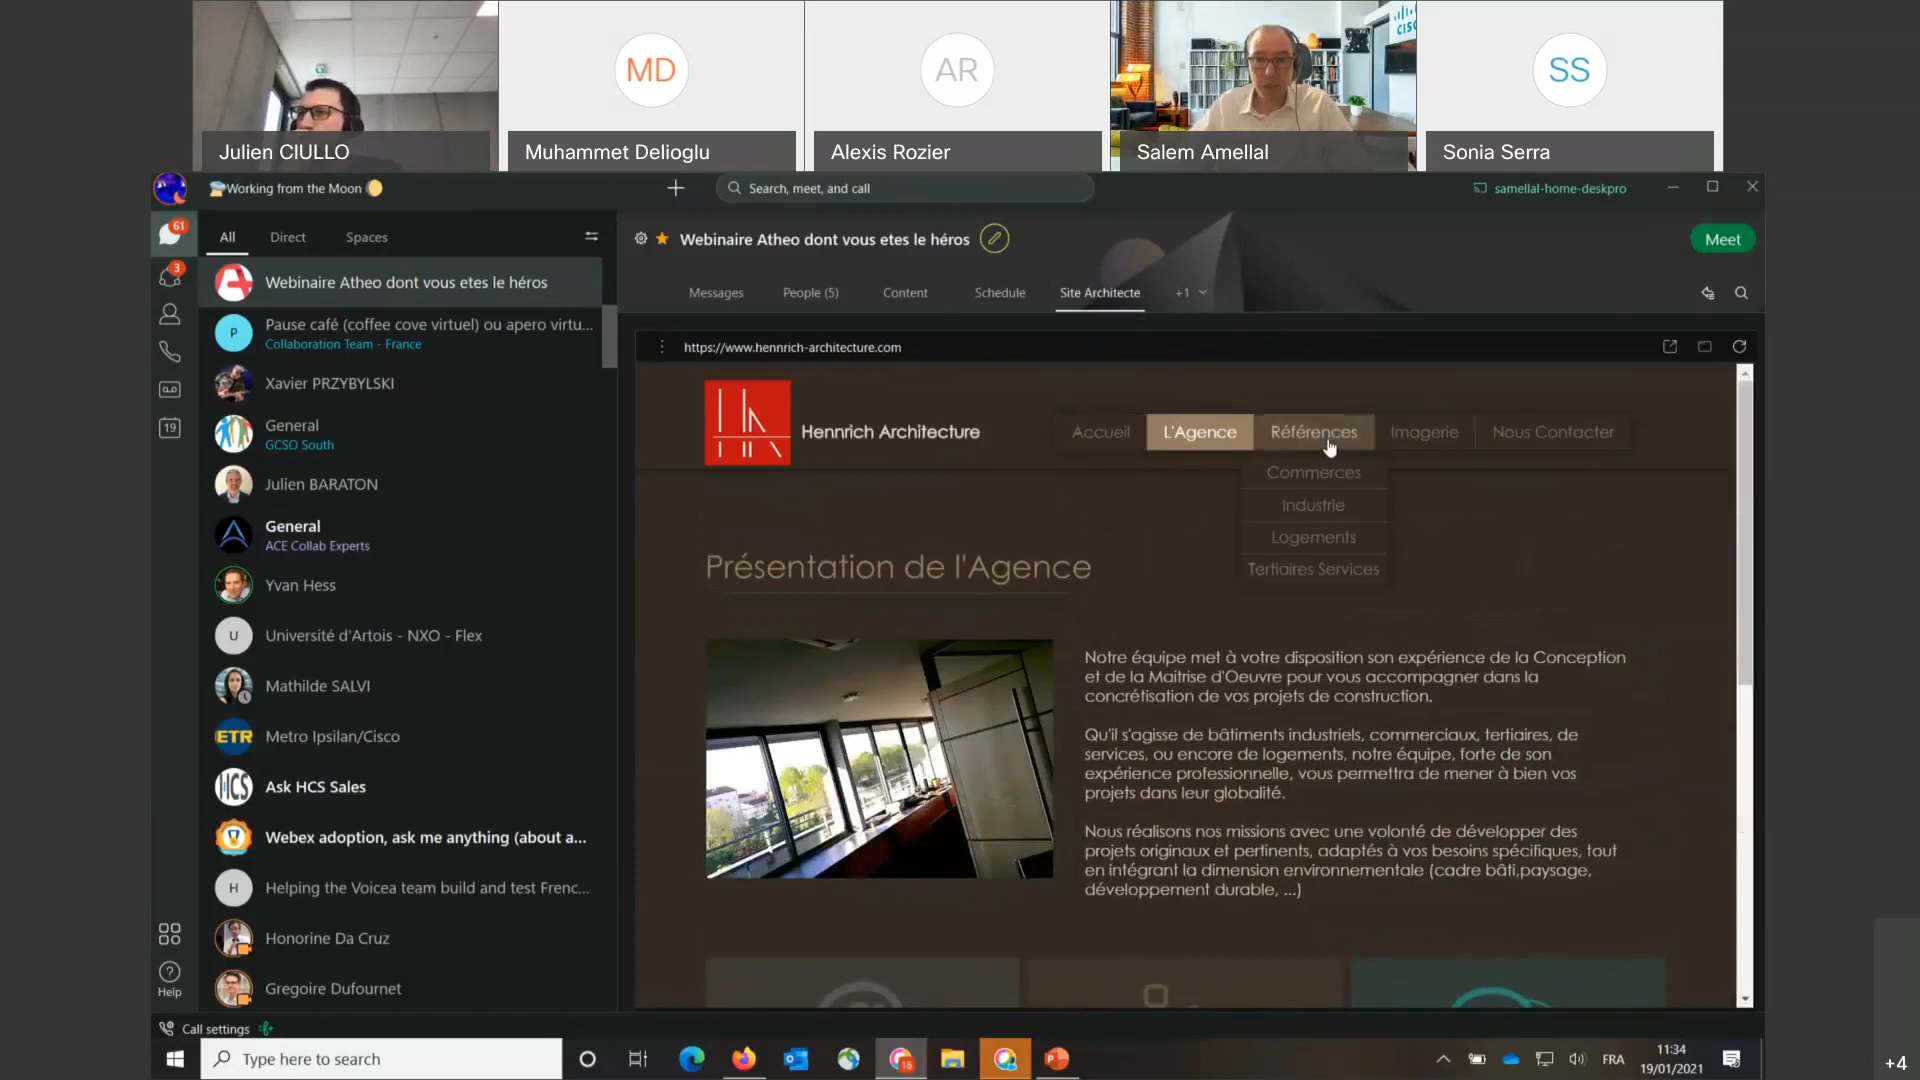 MD
AR
CISC
SS
Julien CIULLO
Muhammet Delioglu
Alexis Rozier
Salem Amellal
Sonia Serra
Working from the Moon
Search, meet, and call
samellal-home-deskpro
61
All
Direct
Spaces
Webinaire Atheo dont vous etes le héros
Meet
3
Webinaire Atheo dont vous etes le héros
Messages
People (5)
Content
Schedule
Site Architecte
+1
P
Pause café (coffee cove virtuel) ou apero virtu...
Collaboration Team - France
https://www.hennrich-architecture.com
Xavier PRZYBYLSKI
19
General
GCSO South
Hennrich Architecture
Accueil
L'Agence
Références
Imagerie
Nous Contacter
Commerces
Industrie
Logements
Tertiaires Services
Julien BARATON
General
ACE Collab Experts
Yvan Hess
U
Université d'Artois - NXO - Flex
Mathilde SALVI
ETR
Metro Ipsilan/Cisco
HCS
Ask HCS Sales
Webex adoption, ask me anything (about a...
H
Helping the Voicea team build and test Frenc...
Honorine Da Cruz
Gregoire Dufournet
Présentation de l'Agence
Notre équipe met à votre disposition son expérience de la Conception
et de la Maitrise d'Oeuvre pour vous accompagner dans la
concrétisation de vos projets de construction.
Qu'il s'agisse de bâtiments industriels, commerciaux, tertiaires, de
services, ou encore de logements, notre équipe, forte de son
expérience professionnelle, vous permettra de mener à bien vos
projets dans leur globalité.
Nous réalisons nos missions avec une volonté de développer des
projets originaux et pertinents, adaptés à vos besoins spécifiques, tout
en intégrant la dimension environnementale (cadre bâti,paysage,
développement durable, ...)
Help
Call settings
Type here to search
16
FRA
11:34
19/01/2021
+4